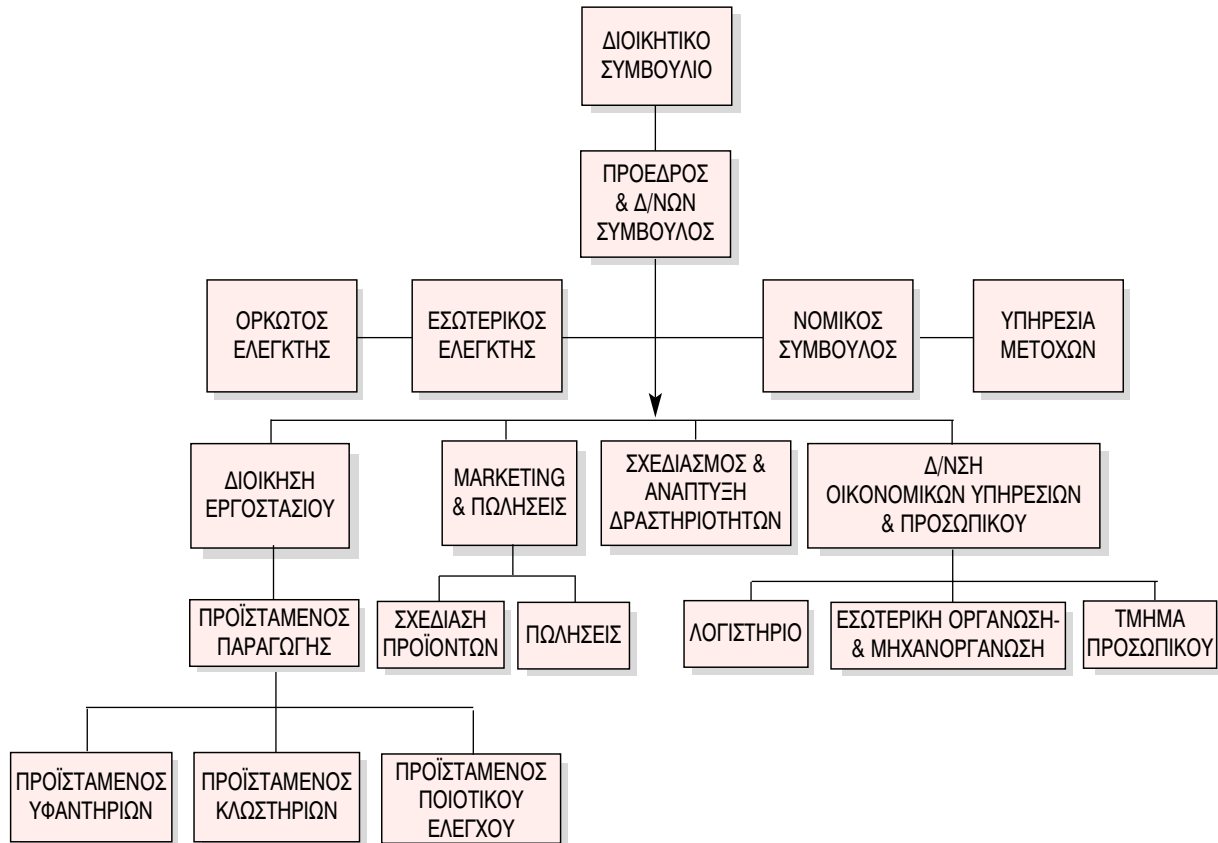 ΔΙΟΙΚΗΤΙΚΟ
ΣΥΜΒΟΥΛΙΟ
ΠΡΟΕΔΡΟΣ
& Δ/ΝΩΝ
ΣΥΜΒΟΥΛΟΣ
ΟΡΚΩΤΟΣ
ΕΛΕΓΚΤΗΣ
ΕΣΩΤΕΡΙΚΟΣ
ΕΛΕΓΚΤΗΣ
ΝΟΜΙΚΟΣ
ΣΥΜΒΟΥΛΟΣ
ΥΠΗΡΕΣΙΑ
ΜΕΤΟΧΩΝ
ΔΙΟΙΚΗΣΗ
ΕΡΓΟΣΤΑΣΙΟΥ
MARKETING
& ΠΩΛΗΣΕΙΣ
ΣΧΕΔΙΑΣΜΟΣ &
ΑΝΑΠΤΥΞΗ
ΔΡΑΣΤΗΡΙΟΤΗΤΩΝ
Δ/ΝΣΗ
ΟΙΚΟΝΟΜΙΚΩΝ ΥΠΗΡΕΣΙΩΝ
& ΠΡΟΣΩΠΙΚΟΥ
ΠΡΟΪΣΤΑΜΕΝΟΣ
ΠΑΡΑΓΩΓΗΣ
ΣΧΕΔΙΑΣΗ
ΠΡΟΪΟΝΤΩΝ
ΠΩΛΗΣΕΙΣ
ΛΟΓΙΣΤΗΡΙΟ
ΕΣΩΤΕΡΙΚΗ ΟΡΓΑΝΩΣΗ-
& ΜΗΧΑΝΟΡΓΑΝΩΣΗ
ΤΜΗΜΑ
ΠΡΟΣΩΠΙΚΟΥ
ΠΡΟΪΣΤΑΜΕΝΟΣ
ΥΦΑΝΤΗΡΙΩΝ
ΠΡΟΪΣΤΑΜΕΝΟΣ
ΚΛΩΣΤΗΡΙΩΝ
ΠΡΟΪΣΤΑΜΕΝΟΣ
ΠΟΙΟΤΙΚΟΥ
ΕΛΕΓΧΟΥ